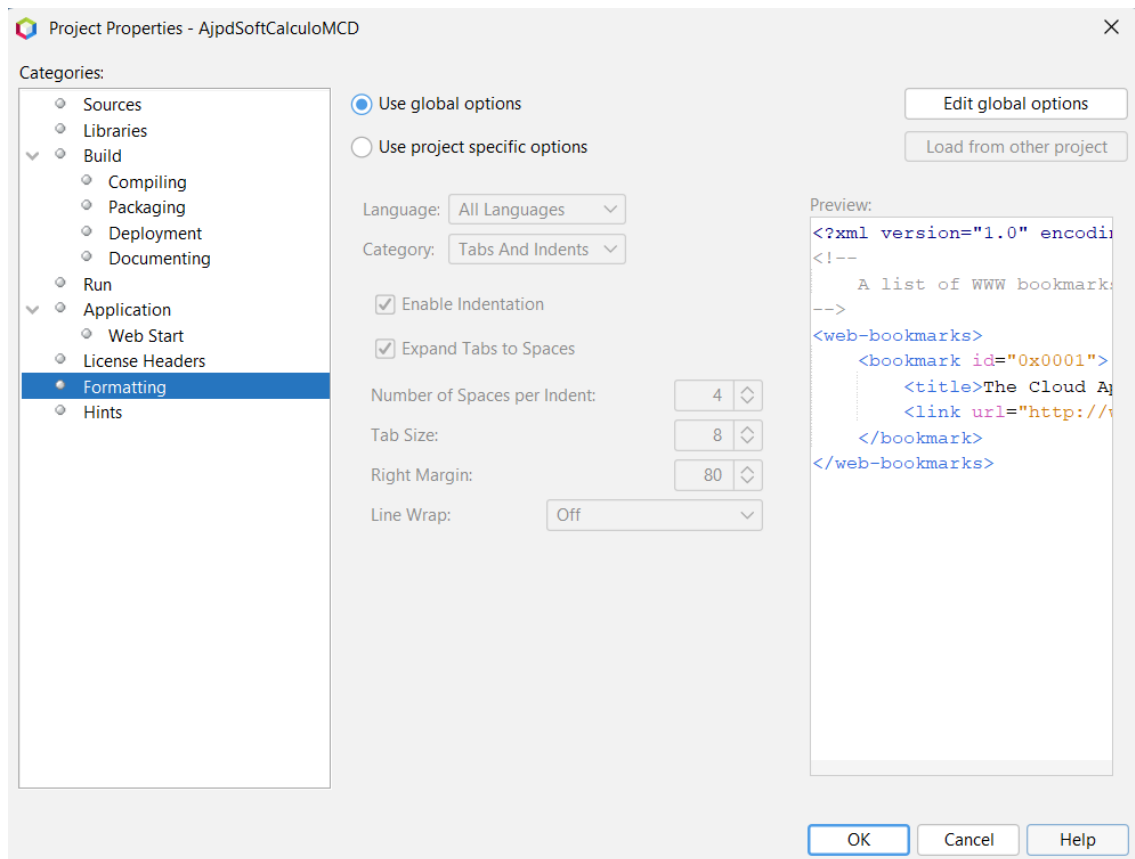 Project Properties - AjpdSoftCalculoMCD
Categories:
Sources
Libraries
Build
Compiling
Packaging
Deployment
Documenting
Run
Application
Web Start
License Headers
Formatting
Hints
Use global options
Edit global options
Use project specific options
Load from other project
Language: All Languages
Category: Tabs And Indents
Enable Indentation
Expand Tabs to Spaces
Number of Spaces per Indent: 4
Tab Size: 8
Right Margin: 80
Line Wrap: Off
Preview:
<?xml version="1.0" encodin
<!--
A list of WWW bookmarks
-->
<web-bookmarks>
<bookmark id="0x0001">
<title>The Cloud Ap
<link url="http://w
</bookmark>
</web-bookmarks>
OK
Cancel
Help